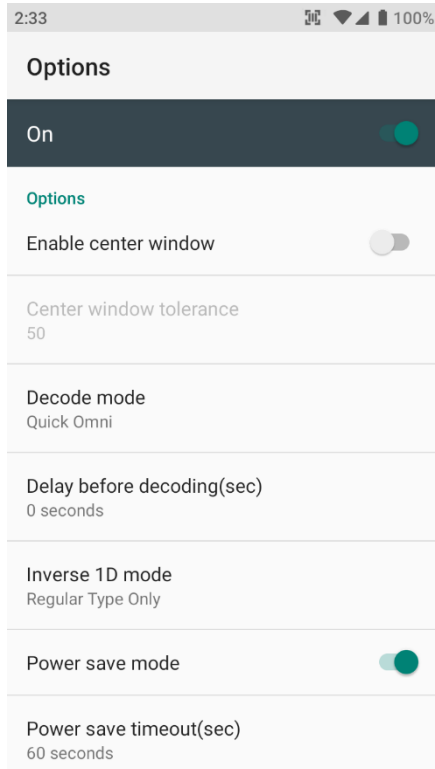 2:33 100%
Options
On
Options
Enable center window
Center window tolerance
50
Decode mode
Quick Omni
Delay before decoding(sec)
0 seconds
Inverse 1D mode
Regular Type Only
Power save mode
Power save timeout(sec)
60 seconds